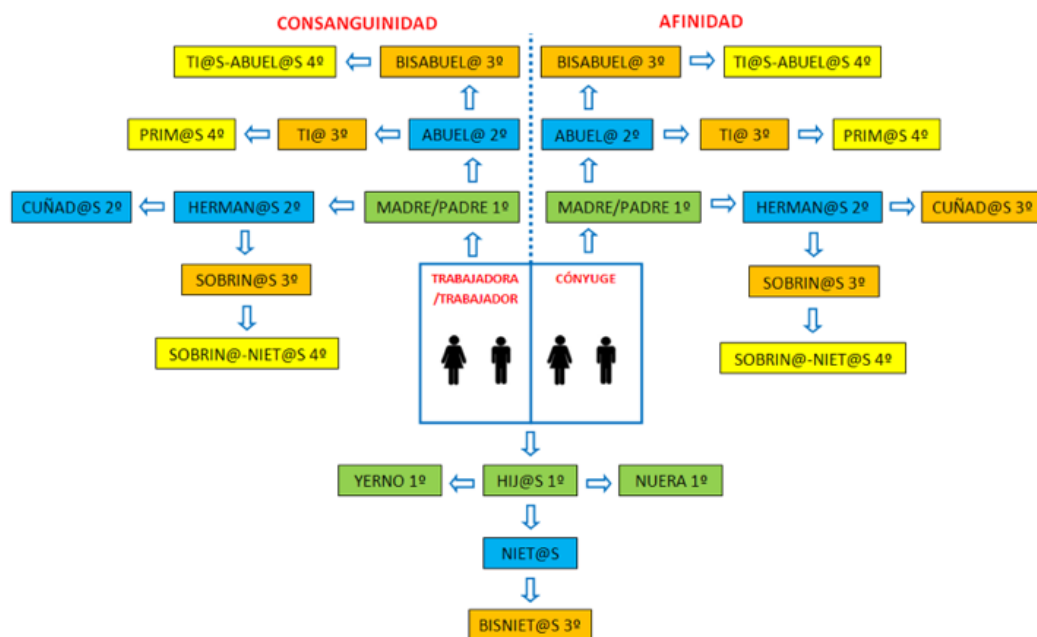 CONSANGUINIDAD
AFINIDAD
TI@S-ABUEL@S 4º
BISABUEL@ 3º
BISABUEL@ 3º
TI@S-ABUEL@S 4º
PRIM@S 4º
TI@ 3º
ABUEL@ 2º
ABUEL@ 2º
TI@ 3º
PRIM@S 4º
CUÑAD@S 2º
HERMAN@S 2º
MADRE/PADRE 1º
MADRE/PADRE 1º
HERMAN@S 2º
CUÑAD@S 3º
SOBRIN@S 3º
TRABAJADORA
/TRABAJADOR
CÓNYUGE
SOBRIN@S 3º
SOBRIN@-NIET@S 4º
SOBRIN@-NIET@S 4º
YERNO 1º
HIJ@S 1º
NUERA 1º
NIET@S
BISNIET@S 3º